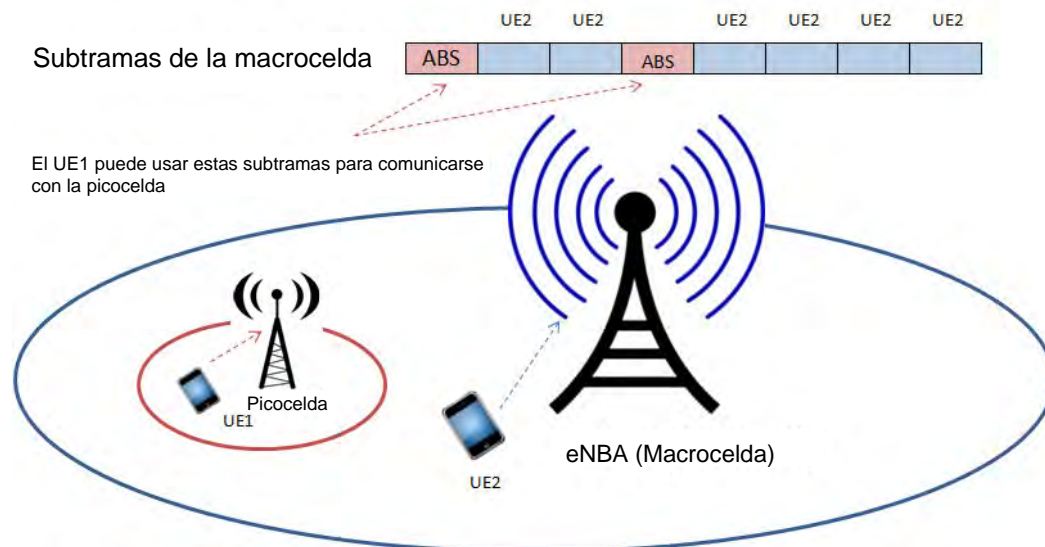 UE2 UE2 UE2 UE2 UE2 UE2
Subtramas de la macrocelda
ABS ABS
El UE1 puede usar estas subtramas para comunicarse
con la picocelda
Picocelda
UE1
eNBA (Macrocelda)
UE2